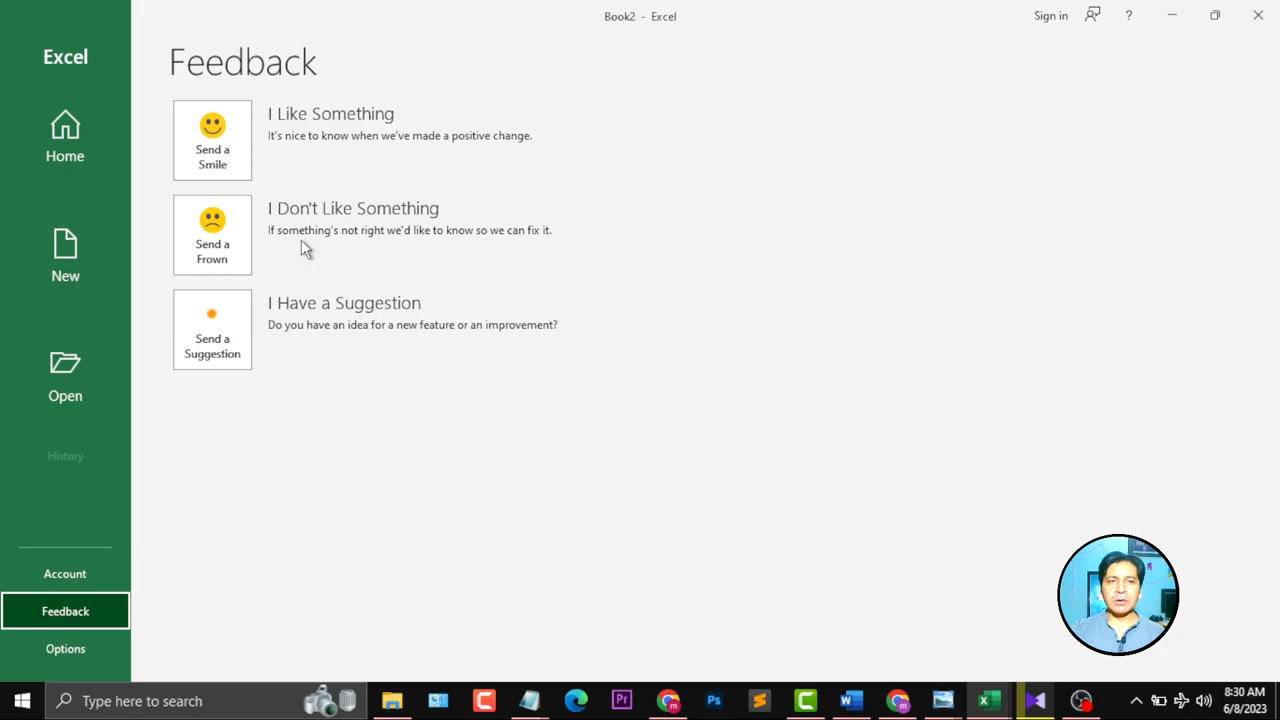 Book2 - Excel
Sign in
?
Excel
Home
New
Open
History
Account
Feedback
Options
Feedback
Send a
Smile
I Like Something
It's nice to know when we've made a positive change.
Send a
Frown
I Don't Like Something
If something's not right we'd like to know so we can fix it.
Send a
Suggestion
I Have a Suggestion
Do you have an idea for a new feature or an improvement?
Type here to search
Pr
Ps
8:30 AM
6/8/2023